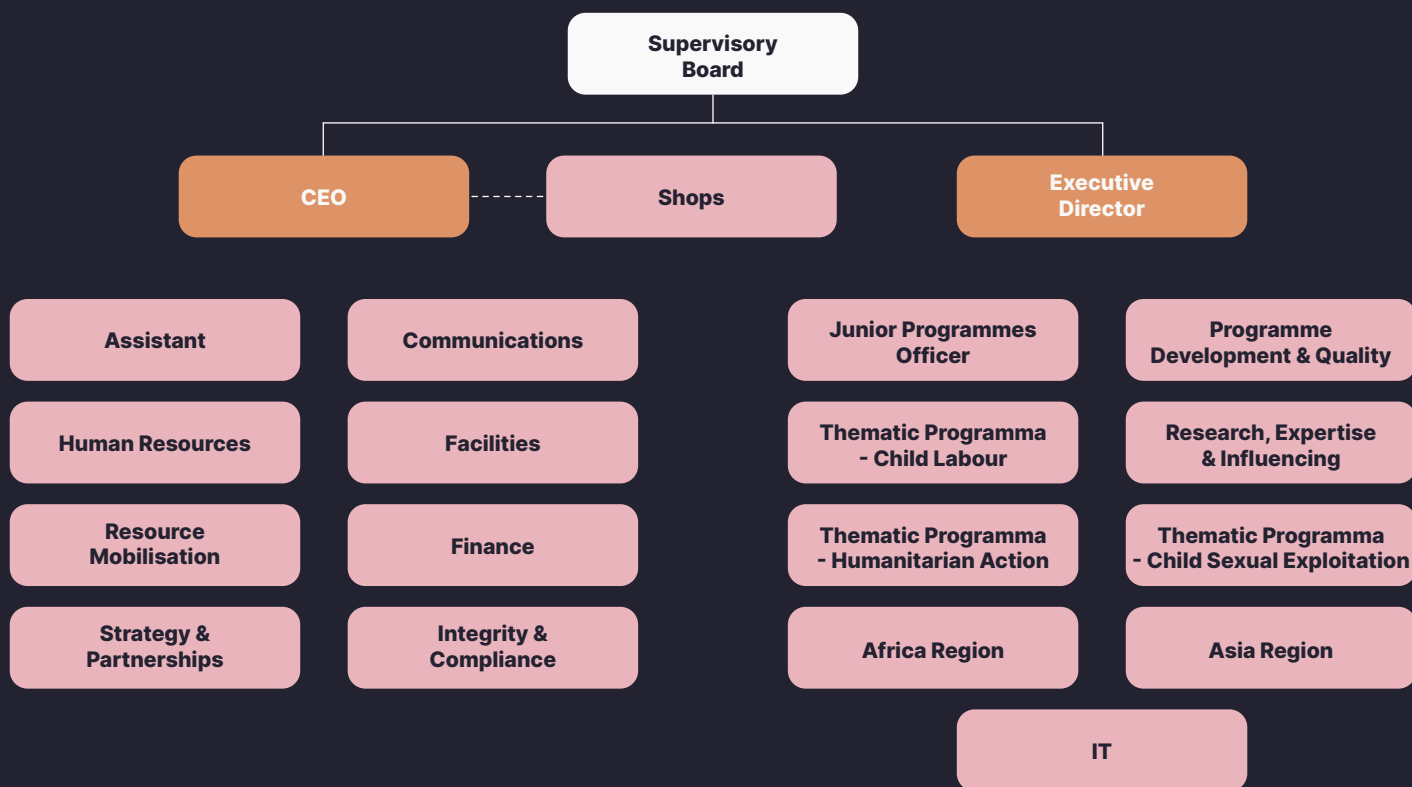 Supervisory
Board
CEO
Shops
Executive
Director
Assistant
Communications
Junior Programmes
Officer
Programme
Development & Quality
Human Resources
Facilities
Thematic Programma
- Child Labour
Research, Expertise
& Influencing
Resource
Mobilisation
Finance
Thematic Programma
- Humanitarian Action
Thematic Programma
- Child Sexual Exploitation
Strategy &
Partnerships
Integrity &
Compliance
Africa Region
Asia Region
IT